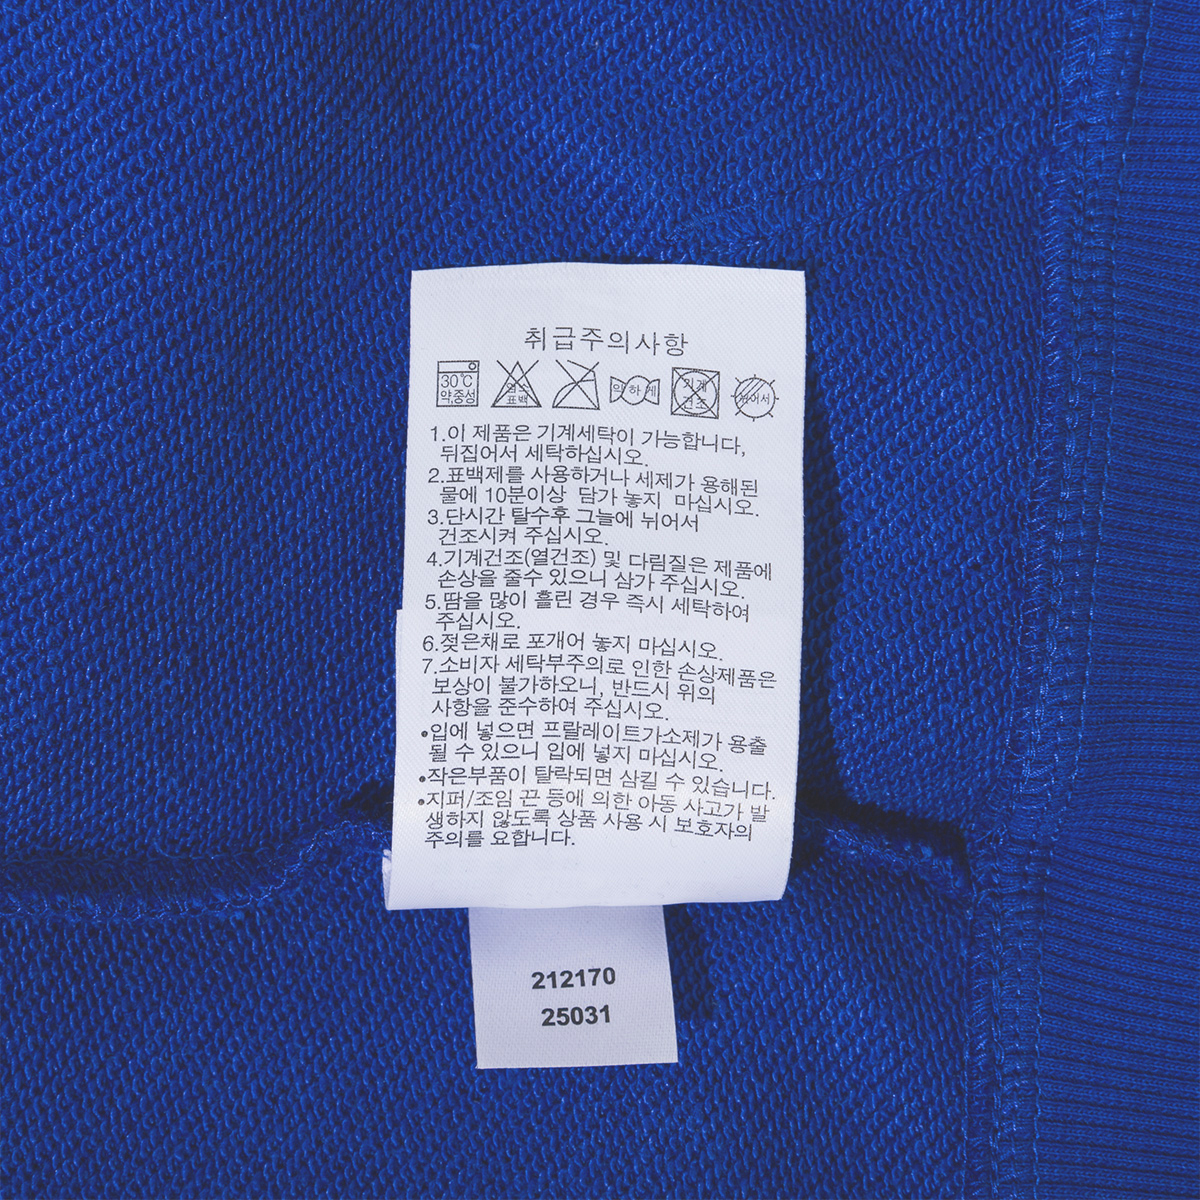 취급주의사항
30℃
약중성
염소
표백
약하게
기계
건조
뉘어서
1.이 제품은 기계세탁이 가능합니다,
뒤집어서 세탁하십시오.
2.표백제를 사용하거나 세제가 용해된
물에 10분이상 담가 놓지 마십시오.
3.단시간 탈수후 그늘에 뉘어서
건조시켜 주십시오.
4.기계건조(열건조) 및 다림질은 제품에
손상을 줄수 있으니 삼가 주십시오.
5.땀을 많이 흘린 경우 즉시 세탁하여
주십시오.
6.젖은채로 포개어 놓지 마십시오.
7.소비자 세탁부주의로 인한 손상제품은
보상이 불가하오니, 반드시 위의
사항을 준수하여 주십시오.
•입에 넣으면 프탈레이트가소제가 용출
될 수 있으니 입에 넣지 마십시오.
•작은부품이 탈락되면 삼킬 수 있습니다.
•지퍼/조임 끈 등에 의한 아동 사고가 발
생하지 않도록 상품 사용 시 보호자의
주의를 요합니다.
212170
25031